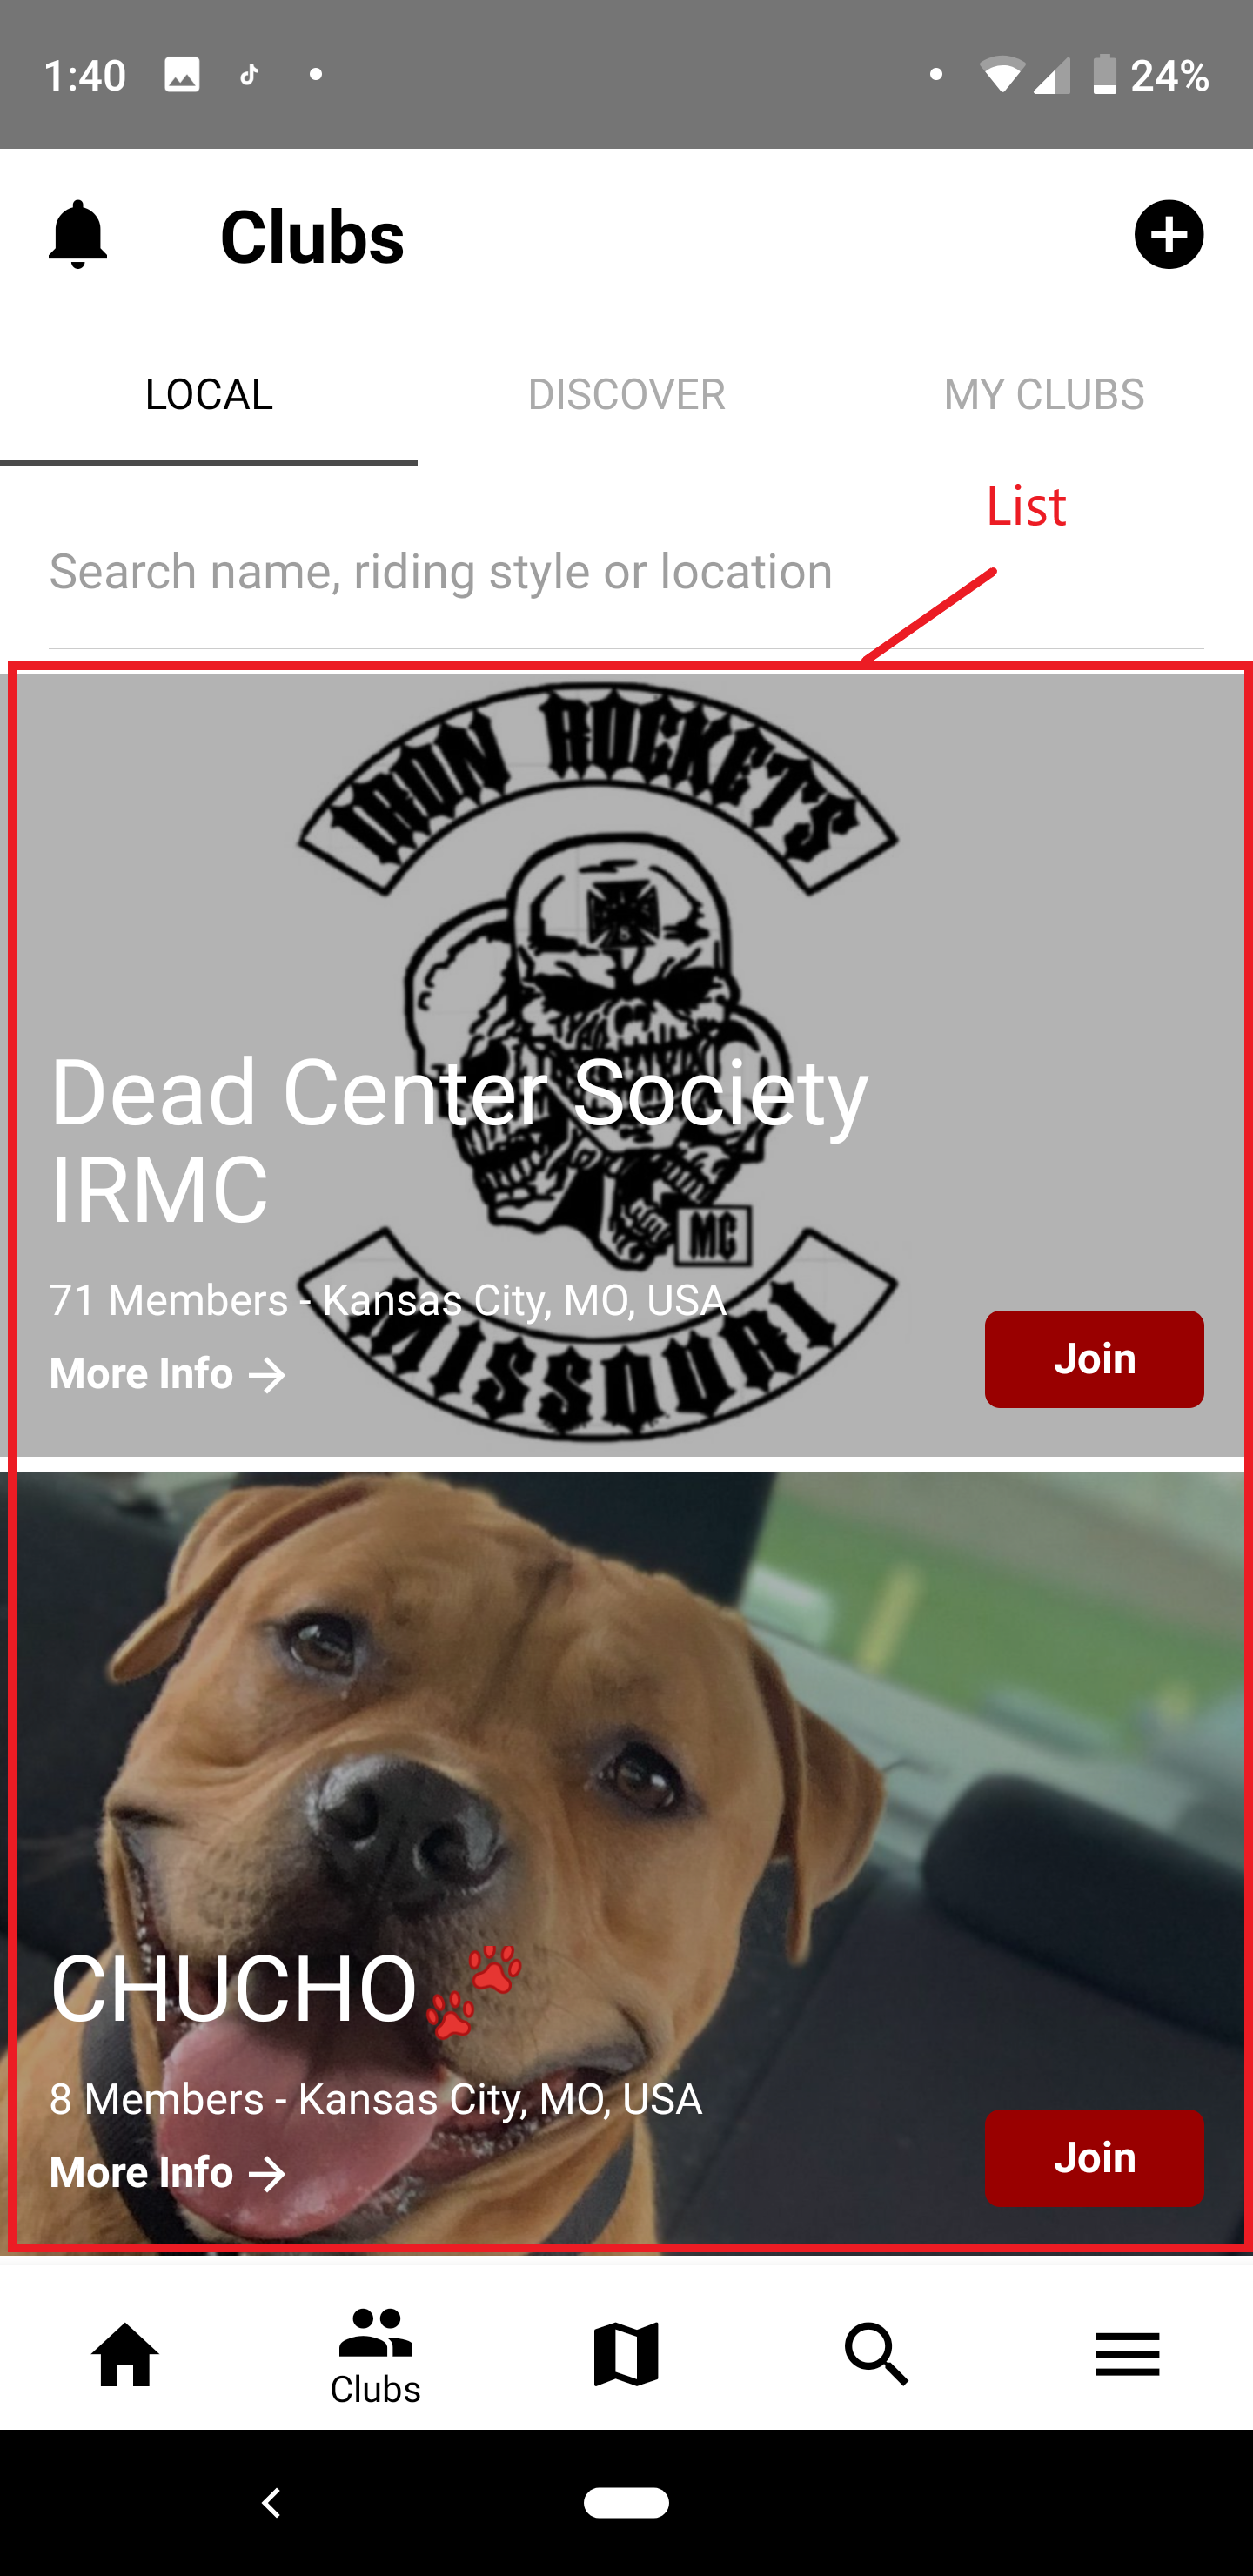 1:40
24%
Clubs
LOCAL DISCOVER MY CLUBS
List
Search name, riding style or location
IRON ROCKETS
8
Dead Center Society
IRMC
MC
71 Members - Kansas City, MO, USA
MISSOURI
More Info →
Join
CHUCHO
8 Members - Kansas City, MO, USA
More Info →
Join
Clubs